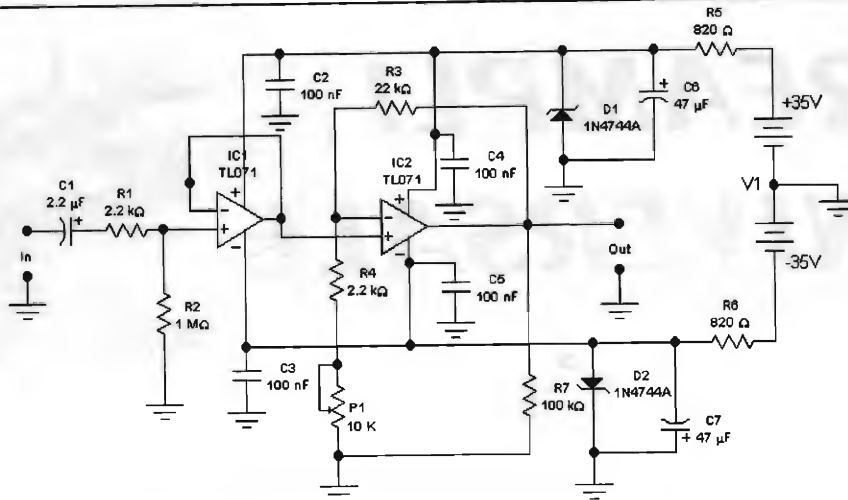 R5
820 Ω
C2
100 nF
R3
22 kΩ
C6
47 µF
+
D1
1N4744A
+35V
IC1
TL071
IC2
TL071
C4
100 nF
C1
2.2 µF
+
R1
2.2 kΩ
+
-
+
-
+
-
+
-
V1
In
Out
R4
2.2 kΩ
C5
100 nF
-35V
R2
1 MΩ
R6
820 Ω
C3
100 nF
P1
10 K
R7
100 kΩ
D2
1N4744A
C7
+ 47 µF